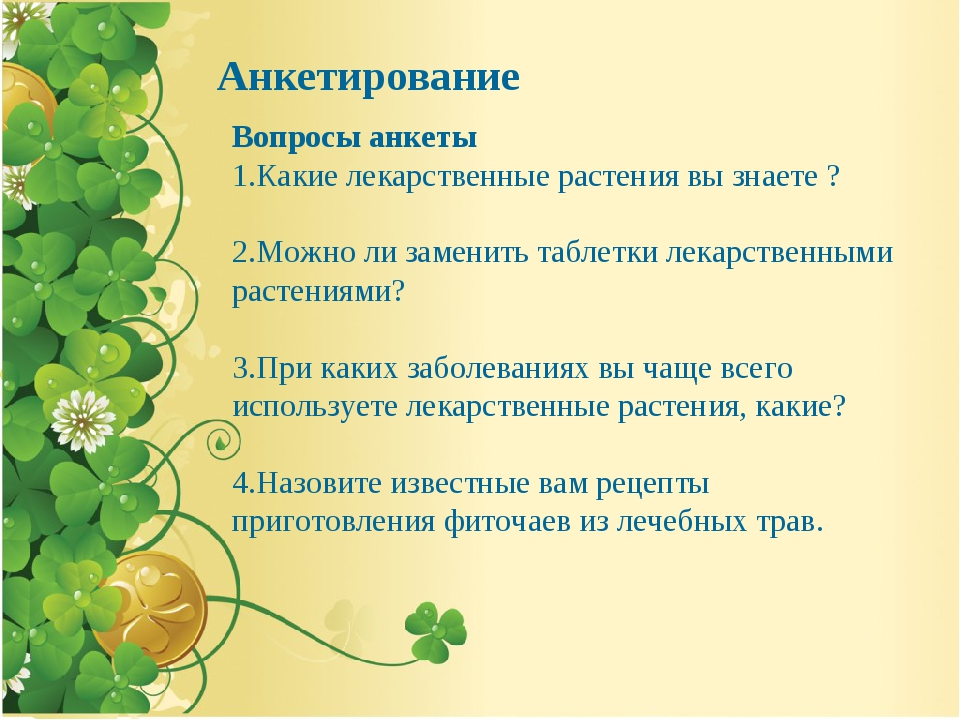 Анкетирование
Вопросы анкеты
1.Какие лекарственные растения вы знаете ?
2.Можно ли заменить таблетки лекарственными
растениями?
3.При каких заболеваниях вы чаще всего
используете лекарственные растения, какие?
4.Назовите известные вам рецепты
приготовления фиточаев из лечебных трав.